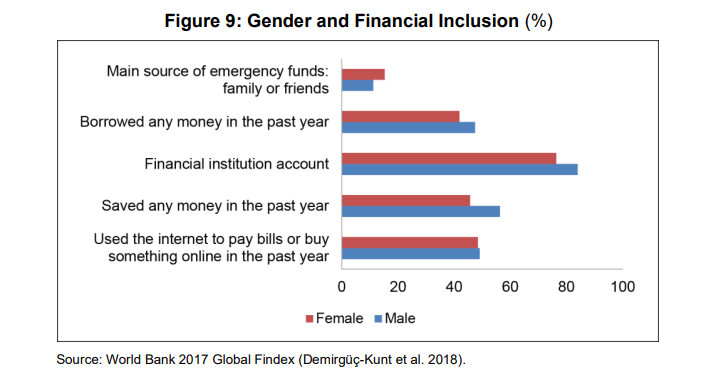 Figure 9: Gender and Financial Inclusion (%)
Main source of emergency funds:
family or friends
Borrowed any money in the past year
Financial institution account
Saved any money in the past year
Used the internet to pay bills or buy
something online in the past year
0 20 40 60 80 100
Female Male
Source: World Bank 2017 Global Findex (Demirgüç-Kunt et al. 2018).